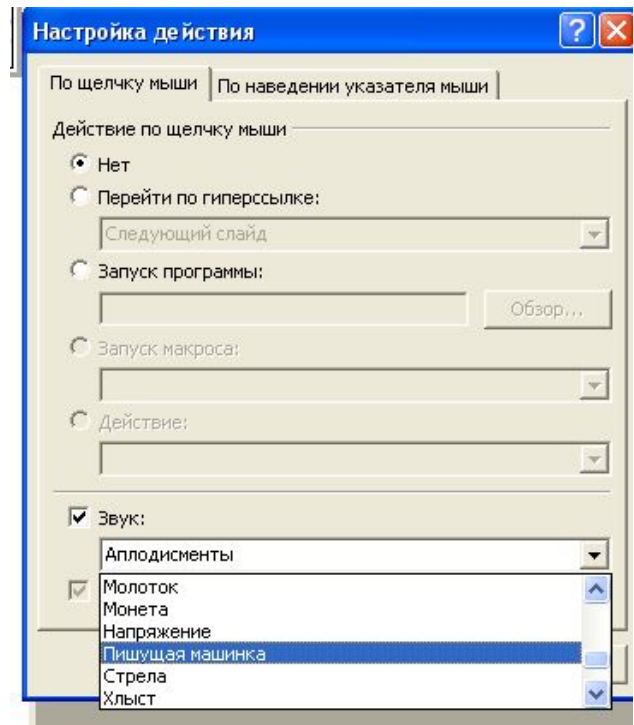 Настройка действия
По щелчку мыши По наведении указателя мыши
Действие по щелчку мыши
Нет
Перейти по гиперссылке:
Следующий слайд
Запуск программы:
Обзор...
Запуск макроса:
Действие:
Звук:
Аплодисменты
Молоток
Монета
Напряжение
Пишущая машинка
Стрела
Хлыст